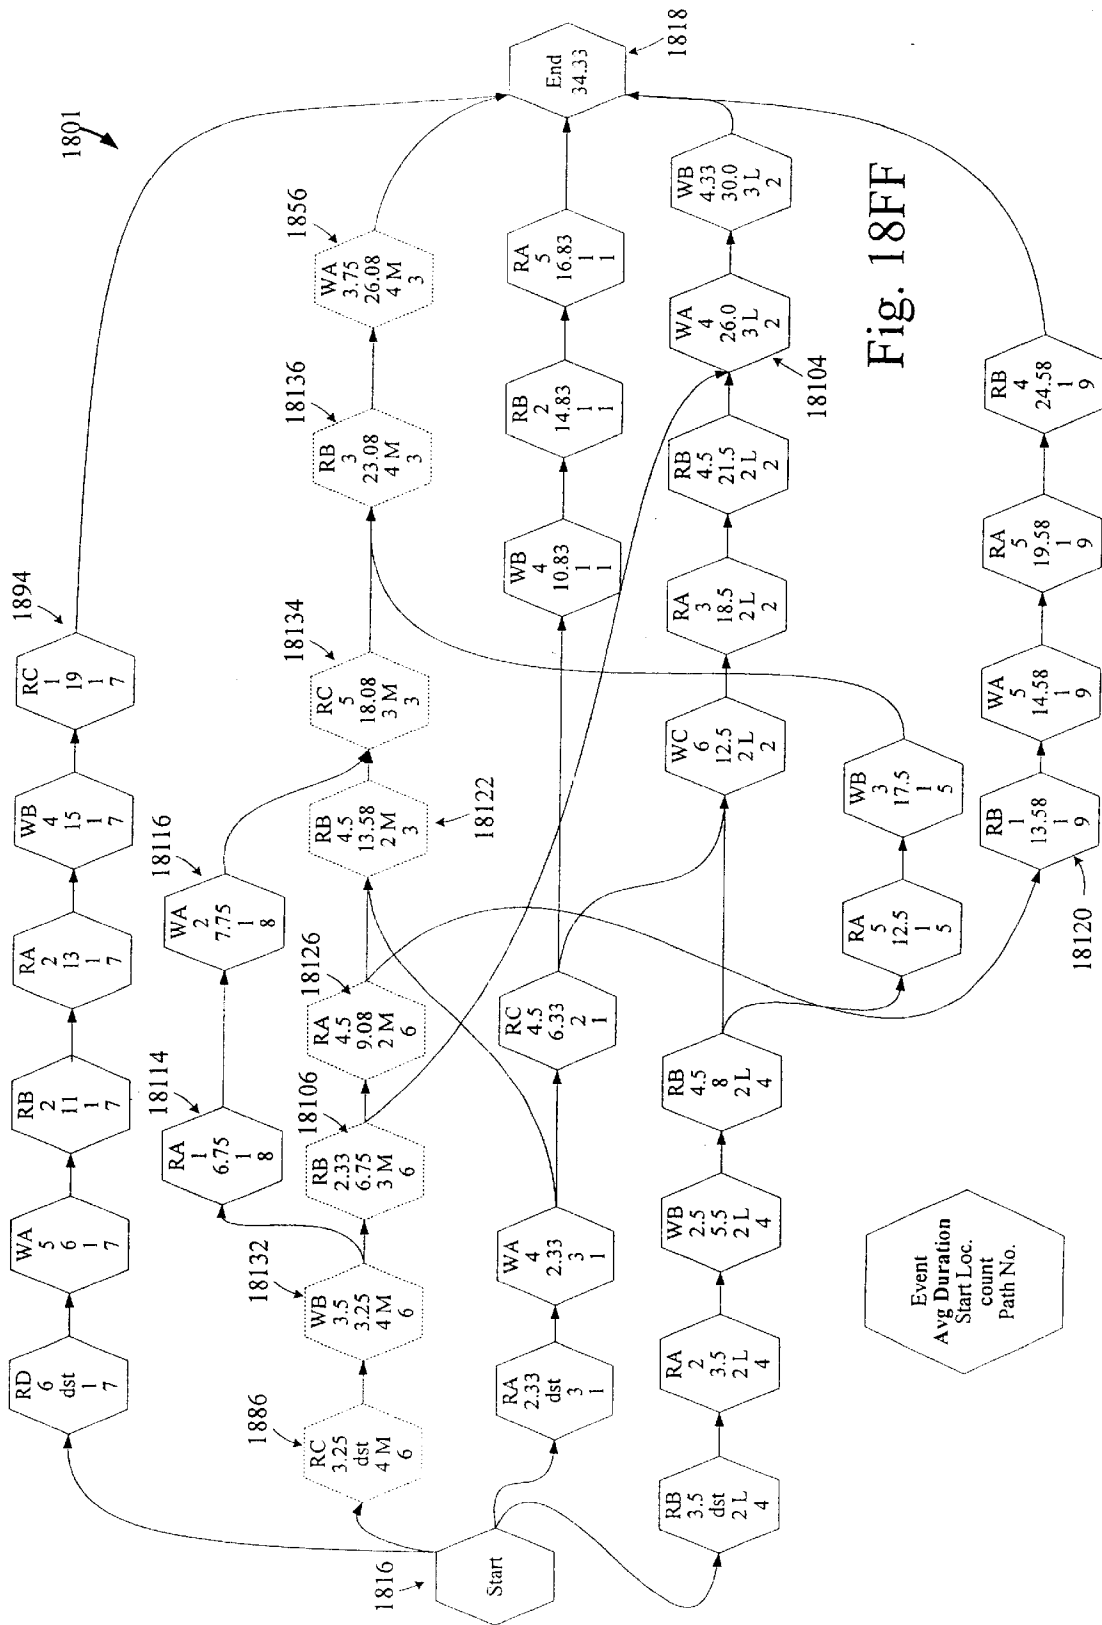 1801
RD
6
dst
1
7
WA
5
6
1
7
RB
2
11
1
7
RA
2
13
1
7
WB
4
15
1
7
RC
1
19
1
7
1894
18114
RA
1
6.75
1
8
18116
WA
2
7.75
1
8
1886
RC
3.25
dst
4 M
6
18132
WB
3.5
3.25
4 M
6
18106
RB
2.33
6.75
3 M
6
18126
RA
4.5
9.08
2 M
6
RB
4.5
13.58
2 M
3
18122
18134
RC
5
18.08
3 M
3
18136
RB
3
23.08
4 M
3
1856
WA
3.75
26.08
4 M
3
1816
Start
RA
2.33
dst
3
1
WA
4
2.33
3
1
RC
4.5
6.33
2
1
WB
4
10.83
1
1
RB
2
14.83
1
1
RA
5
16.83
1
1
End
34.33
1818
RB
3.5
dst
2 L
4
RA
2
3.5
2 L
4
WB
2.5
5.5
2 L
4
RB
4.5
8
2 L
4
WC
6
12.5
2 L
2
RA
3
18.5
2 L
2
RB
4.5
21.5
2 L
2
WA
4
26.0
3 L
2
18104
WB
4.33
30.0
3 L
2
RA
5
12.5
1
5
WB
3
17.5
1
5
RB
1
13.58
1
9
18120
WA
5
14.58
1
9
RA
5
19.58
1
9
RB
4
24.58
1
9
Event
Avg Duration
Start Loc.
count
Path No.
Fig. 18FF